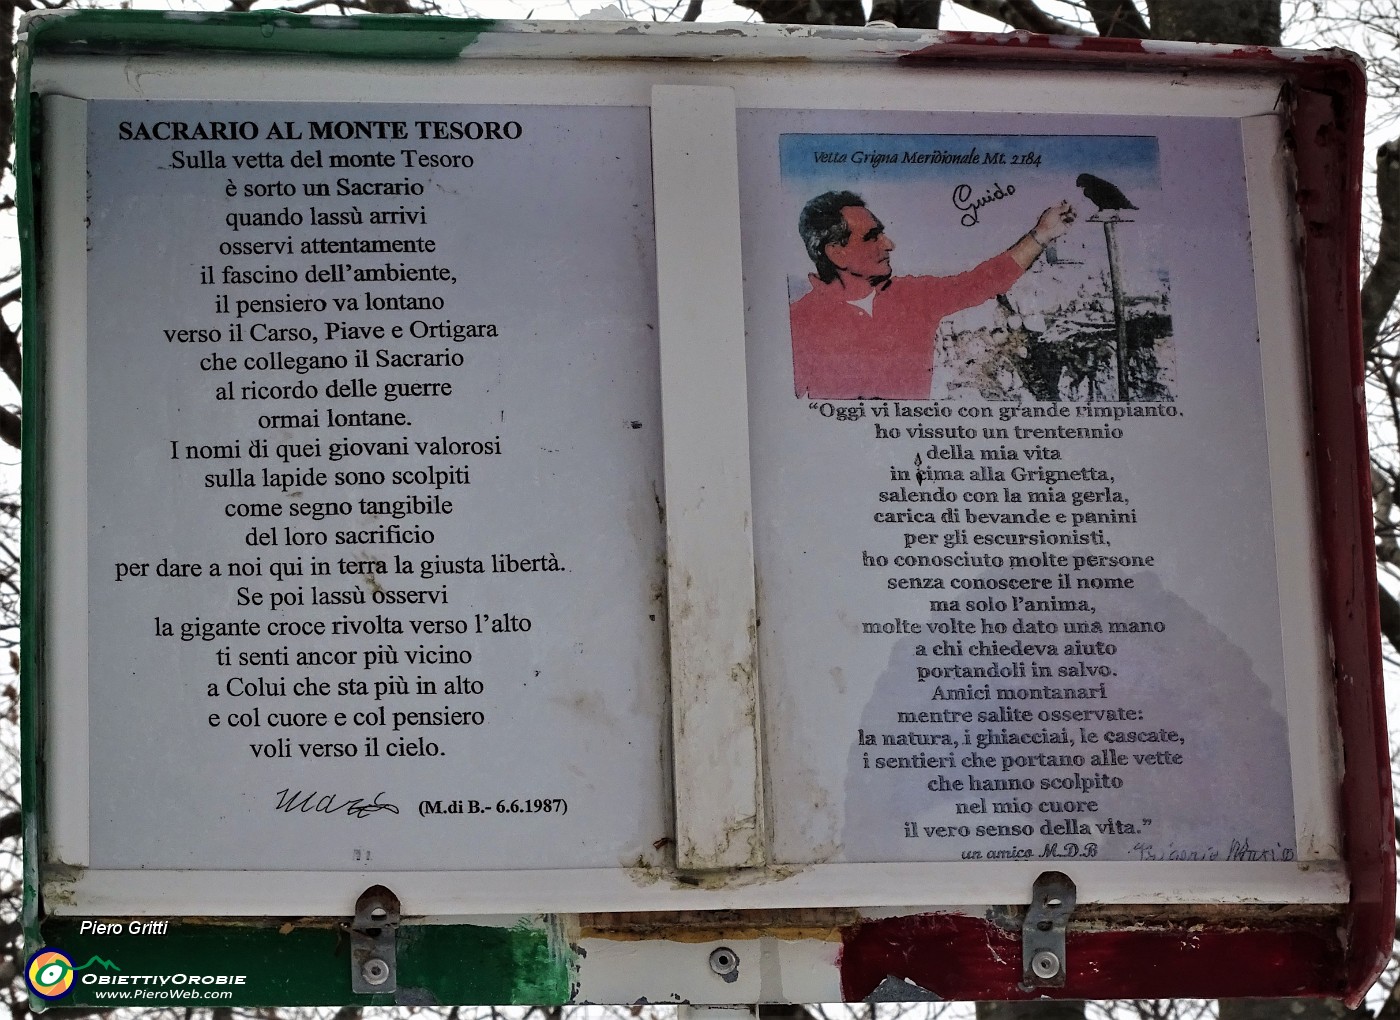 SACRARIO AL MONTE TESORO
Sulla vetta del monte Tesoro
è sorto un Sacrario
quando lassù arrivi
osservi attentamente
il fascino dell'ambiente,
il pensiero va lontano
verso il Carso, Piave e Ortigara
che collegano il Sacrario
al ricordo delle guerre
ormai lontane.
I nomi di quei giovani valorosi
sulla lapide sono scolpiti
come segno tangibile
del loro sacrificio
per dare a noi qui in terra la giusta libertà.
Se poi lassù osservi
la gigante croce rivolta verso l'alto
ti senti ancor più vicino
a Colui che sta più in alto
e col cuore e col pensiero
voli verso il cielo.
(M.di B.- 6.6.1987)
Vetta Grigna Meridionale Mt. 2184
Guido
“Oggi vi lascio con grande rimpianto.
ho vissuto un trentennio
della mia vita
in cima alla Grignetta,
salendo con la mia gerla,
carica di bevande e panini
per gli escursionisti,
ho conosciuto molte persone
senza conoscere il nome
ma solo l'anima,
molte volte ho dato una mano
a chi chiedeva aiuto
portandoli in salvo.
Amici montanari
mentre salite osservate:
la natura, i ghiacciai, le cascate,
i sentieri che portano alle vette
che hanno scolpito
nel mio cuore
il vero senso della vita.”
un amico M.D.B
Piero Gritti
OBIETTIVOROBIE
www.PieroWeb.com